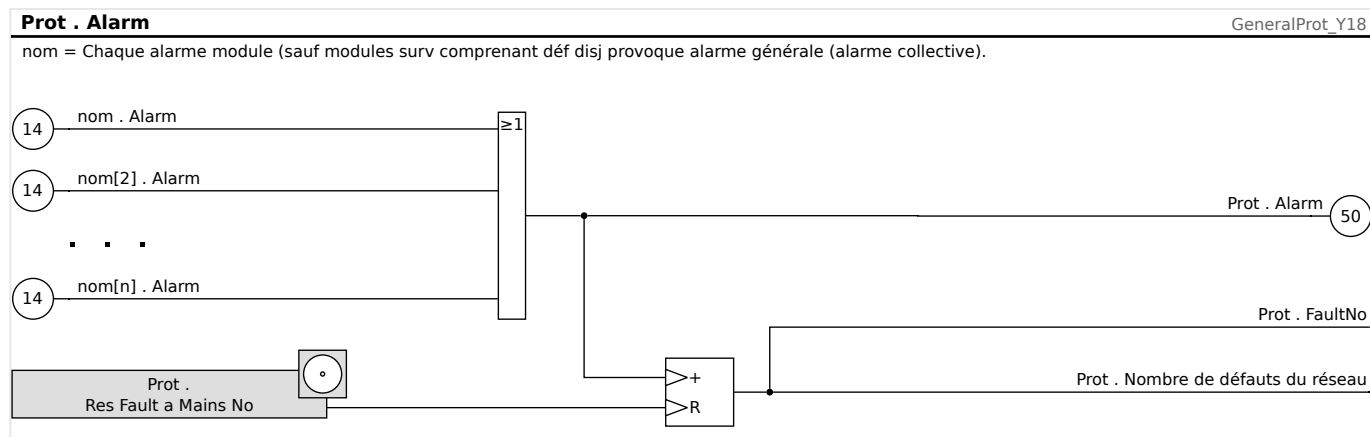 Prot . Alarm
GeneralProt_Y18
nom = Chaque alarme module (sauf modules surv comprenant déf disj provoque alarme générale (alarme collective).
14
nom . Alarm
≥1
14
nom[2] . Alarm
Prot . Alarm
50
. . .
14
nom[n] . Alarm
Prot . FaultNo
Prot .
Res Fault a Mains No
+
R
Prot . Nombre de défauts du réseau